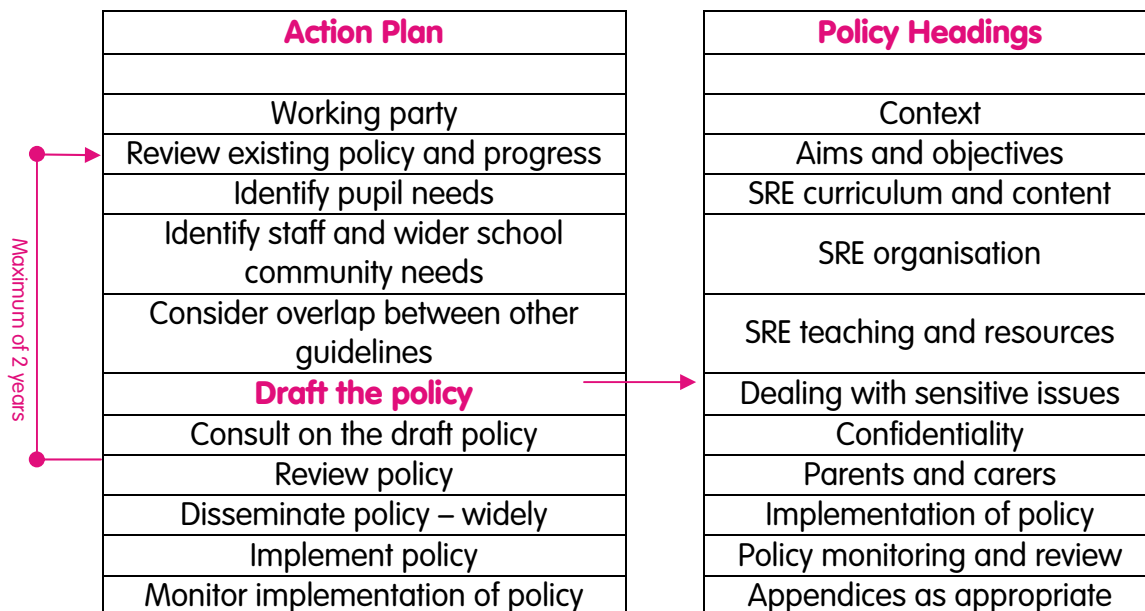 Action Plan
Working party
Review existing policy and progress
Identify pupil needs
Identify staff and wider school
community needs
Consider overlap between other
guidelines
Draft the policy
Consult on the draft policy
Review policy
Disseminate policy – widely
Implement policy
Monitor implementation of policy
Maximum of 2 years
Policy Headings
Context
Aims and objectives
SRE curriculum and content
SRE organisation
SRE teaching and resources
Dealing with sensitive issues
Confidentiality
Parents and carers
Implementation of policy
Policy monitoring and review
Appendices as appropriate